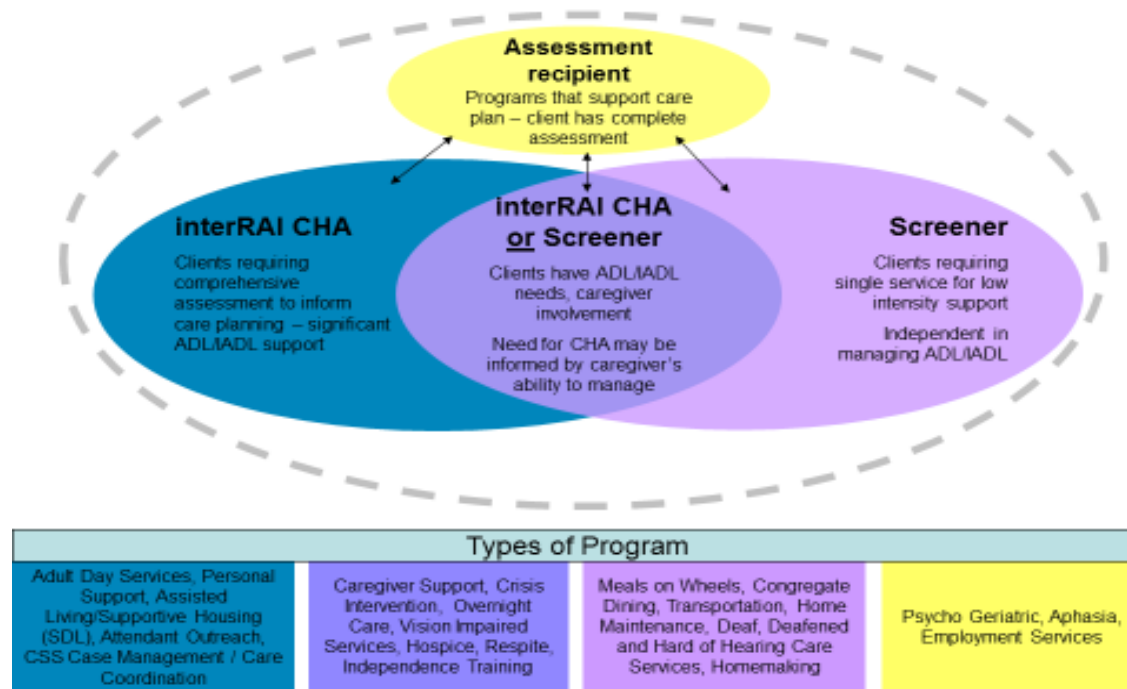 Assessment
recipient
Programs that support care
plan – client has complete
assessment
interRAI CHA
Clients requiring
comprehensive
assessment to inform
care planning – significant
ADL/IADL support
interRAI CHA
or Screener
Clients have ADL/IADL
needs, caregiver
involvement
Need for CHA may be
informed by caregiver's
ability to manage
Screener
Clients requiring
single service for low
intensity support
Independent in
managing ADL/IADL
Types of Program
Adult Day Services, Personal
Support, Assisted
Living/Supportive Housing
(SDL), Attendant Outreach,
CSS Case Management / Care
Coordination
Caregiver Support, Crisis
Intervention, Overnight
Care, Vision Impaired
Services, Hospice, Respite,
Independence Training
Meals on Wheels, Congregate
Dining, Transportation, Home
Maintenance, Deaf, Deafened
and Hard of Hearing Care
Services, Homemaking
Psycho Geriatric, Aphasia,
Employment Services